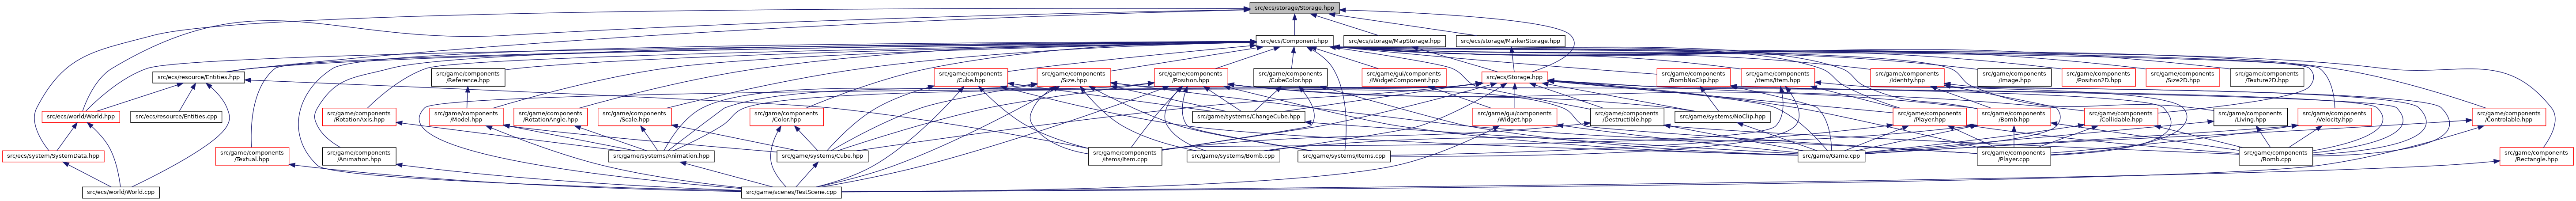 src/ecs/storage/Storage.hpp
src/ecs/Component.hpp
src/ecs/storage/MapStorage.hpp
src/ecs/storage/MarkerStorage.hpp
src/ecs/resource/Entities.hpp
src/game/components
/Reference.hpp
src/game/components
/Cube.hpp
src/game/components
/Size.hpp
src/game/components
/Position.hpp
src/game/components
/CubeColor.hpp
src/game/gui/components
/WidgetComponent.hpp
src/ecs/Storage.hpp
src/game/components
/BombNoClip.hpp
src/game/components
/items/Item.hpp
src/game/components
/Identity.hpp
src/game/components
/Image.hpp
src/game/components
/Position2D.hpp
src/game/components
/Size2D.hpp
src/game/components
/Texture2D.hpp
src/ecs/world/World.hpp
src/ecs/resource/Entities.cpp
src/game/components
/RotationAxis.hpp
src/game/components
/Model.hpp
src/game/components
/RotationAngle.hpp
src/game/components
/Scale.hpp
src/game/components
/Color.hpp
src/game/systems/ChangeCube.hpp
src/game/gui/components
/Widget.hpp
src/game/components
/Destructible.hpp
src/game/systems/NoClip.hpp
src/game/components
/Player.hpp
src/game/components
/Bomb.hpp
src/game/components
/Collidable.hpp
src/game/components
/Living.hpp
src/game/components
/Velocity.hpp
src/game/components
/Controlable.hpp
src/ecs/system/SystemData.hpp
src/game/components
/Textual.hpp
src/game/components
/Animation.hpp
src/game/systems/Animation.hpp
src/game/systems/Cube.hpp
src/game/components
/items/Item.cpp
src/game/systems/Bomb.cpp
src/game/systems/Items.cpp
src/game/Game.cpp
src/game/components
/Player.cpp
src/game/components
/Bomb.cpp
src/game/components
/Rectangle.hpp
src/ecs/world/World.cpp
src/game/scenes/TestScene.cpp